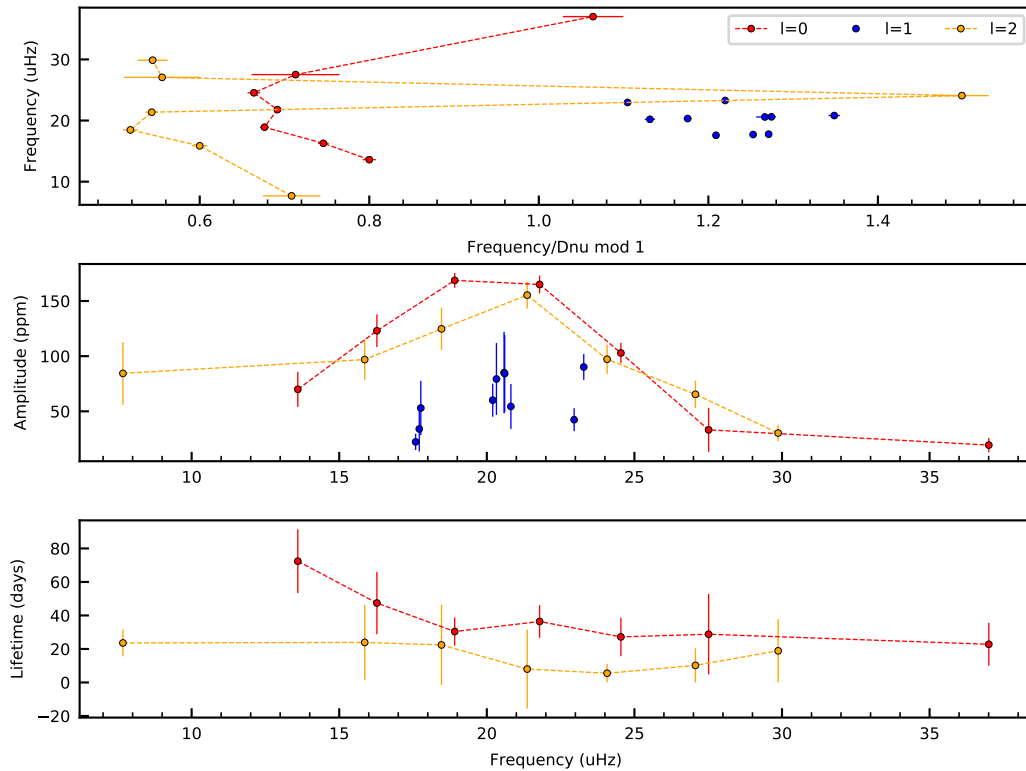 l=0 l=1 l=2
Frequency (uHz)
30
20
10
0.6 0.8 1.0 1.2 1.4
Frequency/Dnu mod 1
Amplitude (ppm)
150
100
50
10 15 20 25 30 35
Lifetime (days)
80
60
40
20
0
−20
10 15 20 25 30 35
Frequency (uHz)